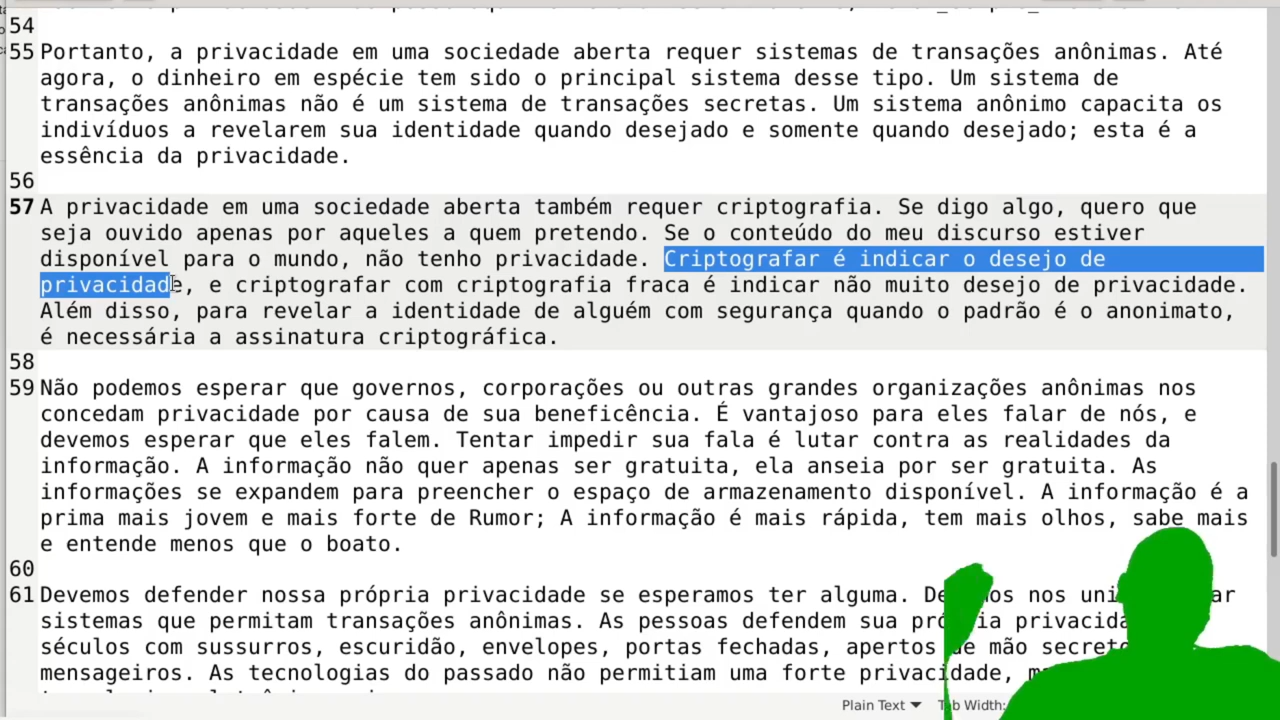 54
55 Portanto, a privacidade em uma sociedade aberta requer sistemas de transações anônimas. Até
agora, o dinheiro em espécie tem sido o principal sistema desse tipo. Um sistema de
transações anônimas não é um sistema de transações secretas. Um sistema anônimo capacita os
indivíduos a revelarem sua identidade quando desejado e somente quando desejado; esta é a
essência da privacidade.
56
57 A privacidade em uma sociedade aberta também requer criptografia. Se digo algo, quero que
seja ouvido apenas por aqueles a quem pretendo. Se o conteúdo do meu discurso estiver
disponível para o mundo, não tenho privacidade. Criptografar é indicar o desejo de
privacidade, e criptografar com criptografia fraca é indicar não muito desejo de privacidade.
Além disso, para revelar a identidade de alguém com segurança quando o padrão é o anonimato,
é necessária a assinatura criptográfica.
58
59 Não podemos esperar que governos, corporações ou outras grandes organizações anônimas nos
concedam privacidade por causa de sua beneficência. É vantajoso para eles falar de nós, e
devemos esperar que eles falem. Tentar impedir sua fala é lutar contra as realidades da
informação. A informação não quer apenas ser gratuita, ela anseia por ser gratuita. As
informações se expandem para preencher o espaço de armazenamento disponível. A informação é a
prima mais jovem e mais forte de Rumor; A informação é mais rápida, tem mais olhos, sabe mais
e entende menos que o boato.
60
61 Devemos defender nossa própria privacidade se esperamos ter alguma. nos
sistemas que permitam transações anônimas. As pessoas defendem sua
séculos com sussurros, escuridão, envelopes, portas fechadas, apertos de mão
mensageiros. As tecnologias do passado não permitiam uma forte privacidade,
Plain Text Tab Width: